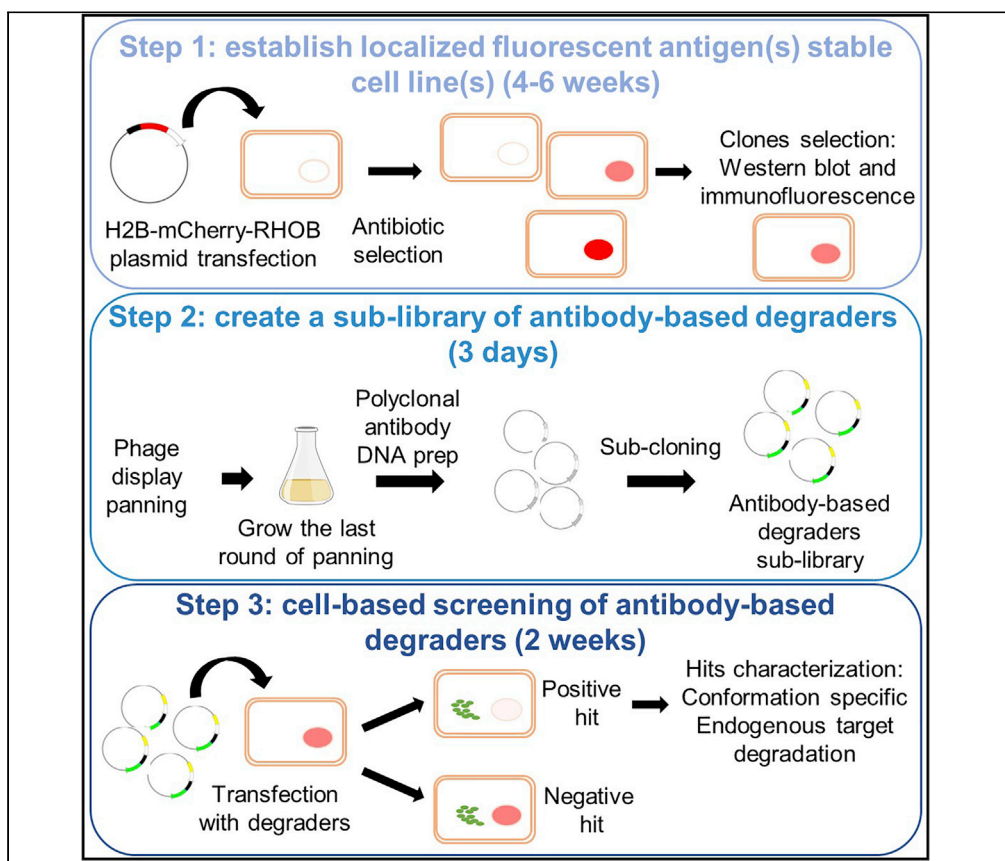 Step 1: establish localized fluorescent antigen(s) stable
cell line(s) (4-6 weeks)
H2B-mCherry-RHOB
plasmid transfection
Antibiotic
selection
Clones selection:
Western blot and
immunofluorescence
Step 2: create a sub-library of antibody-based degraders
(3 days)
Phage
display
panning
Grow the last
round of panning
Polyclonal
antibody
DNA prep
Sub-cloning
Antibody-based
degraders
sub-library
Step 3: cell-based screening of antibody-based
degraders (2 weeks)
Transfection
with degraders
Positive
hit
Negative
hit
Hits characterization:
Conformation specific
Endogenous target
degradation